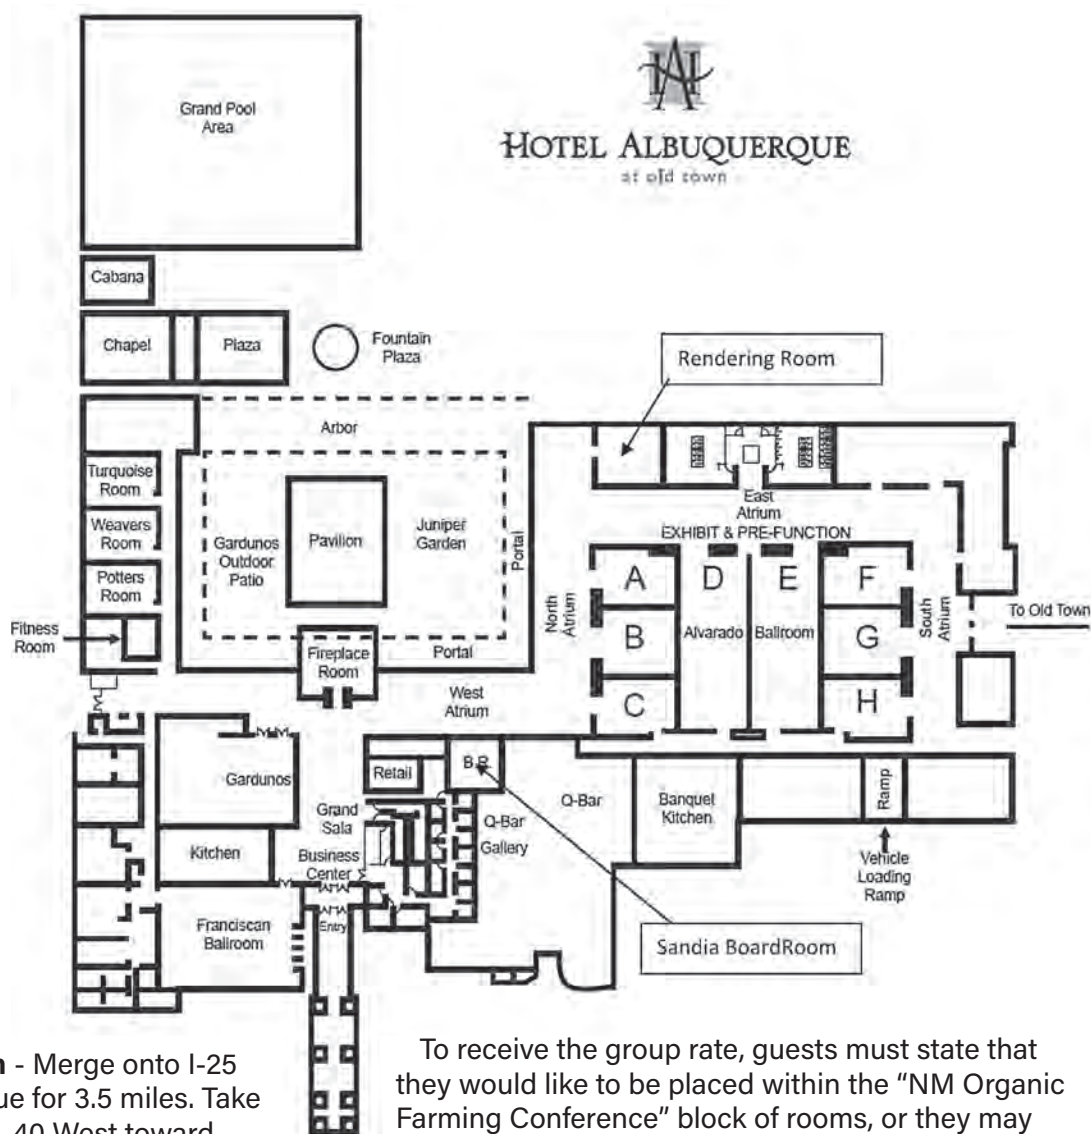 Grand Pool
Area
HOTEL ALBUQUERQUE
at old town
Cabana
Chapel
Plaza
Fountain
Plaza
Rendering Room
Arbor
Turquoise
Room
Weavers
Room
Potters
Room
Fitness
Room
Gardunos
Outdoor
Patio
Pavilion
Juniper
Garden
Portal
Fireplace
Room
Portal
North
Atrium
East
Atrium
EXHIBIT & PRE-FUNCTION
A
B
C
D
E
Alvarado
Ballroom
F
G
H
South
Atrium
To Old Town
West
Atrium
Gardunos
Retail
B.R
Grand
Sala
Q-Bar
Gallery
Q-Bar
Banquet
Kitchen
Ramp
Vehicle
Loading
Ramp
Kitchen
Business
Center
Franciscan
Ballroom
Entry
Sandia BoardRoom
- Merge onto I-25
ue for 3.5 miles. Take
40 West toward
To receive the group rate, guests must state that
they would like to be placed within the “NM Organic
Farming Conference” block of rooms, or they may